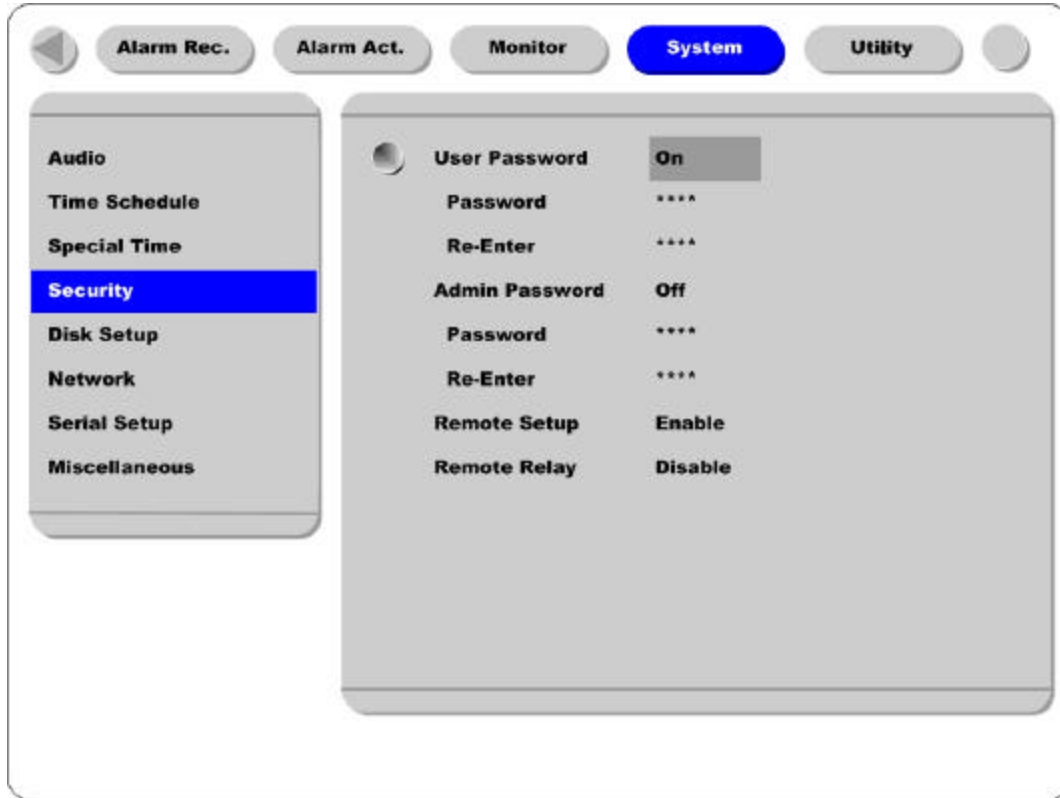 Alarm Rec. Alarm Act. Monitor System Utility
Audio
Time Schedule
Special Time
Security
Disk Setup
Network
Serial Setup
Miscellaneous
User Password On
Password ****
Re-Enter ****
Admin Password Off
Password ****
Re-Enter ****
Remote Setup Enable
Remote Relay Disable